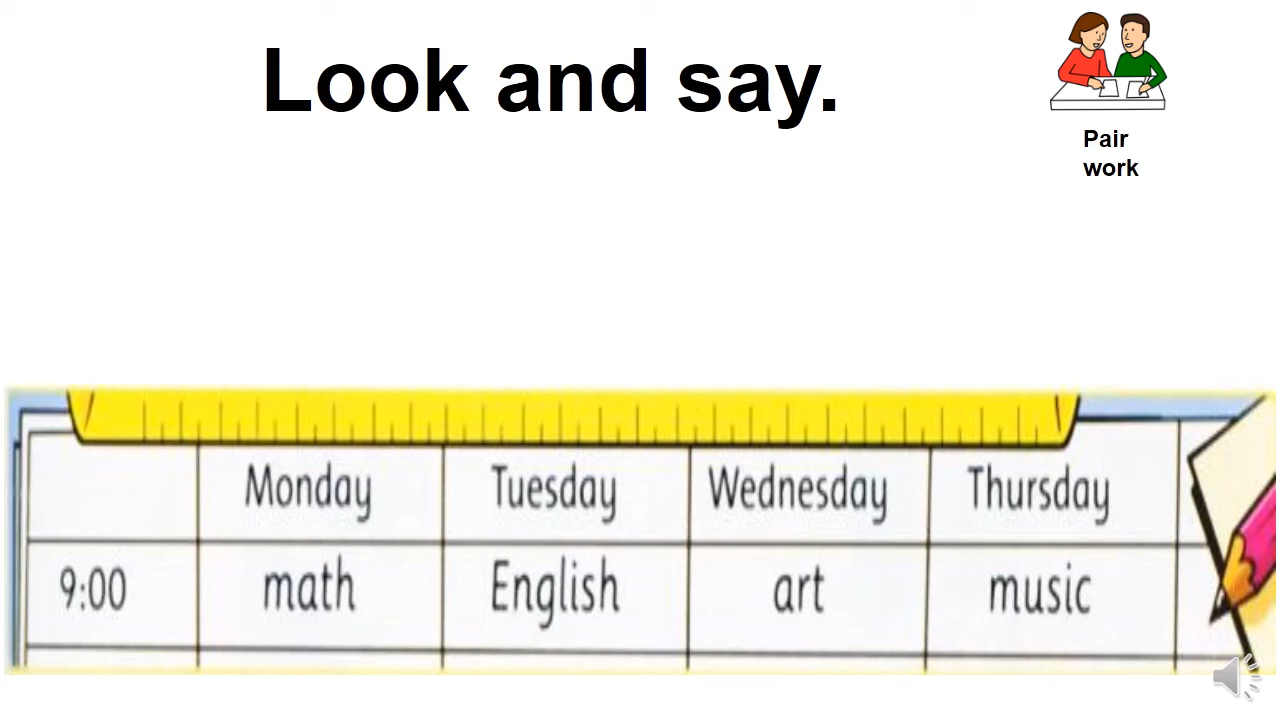 Look and say.
Pair
work
Monday Tuesday Wednesday Thursday
9:00 math English art music